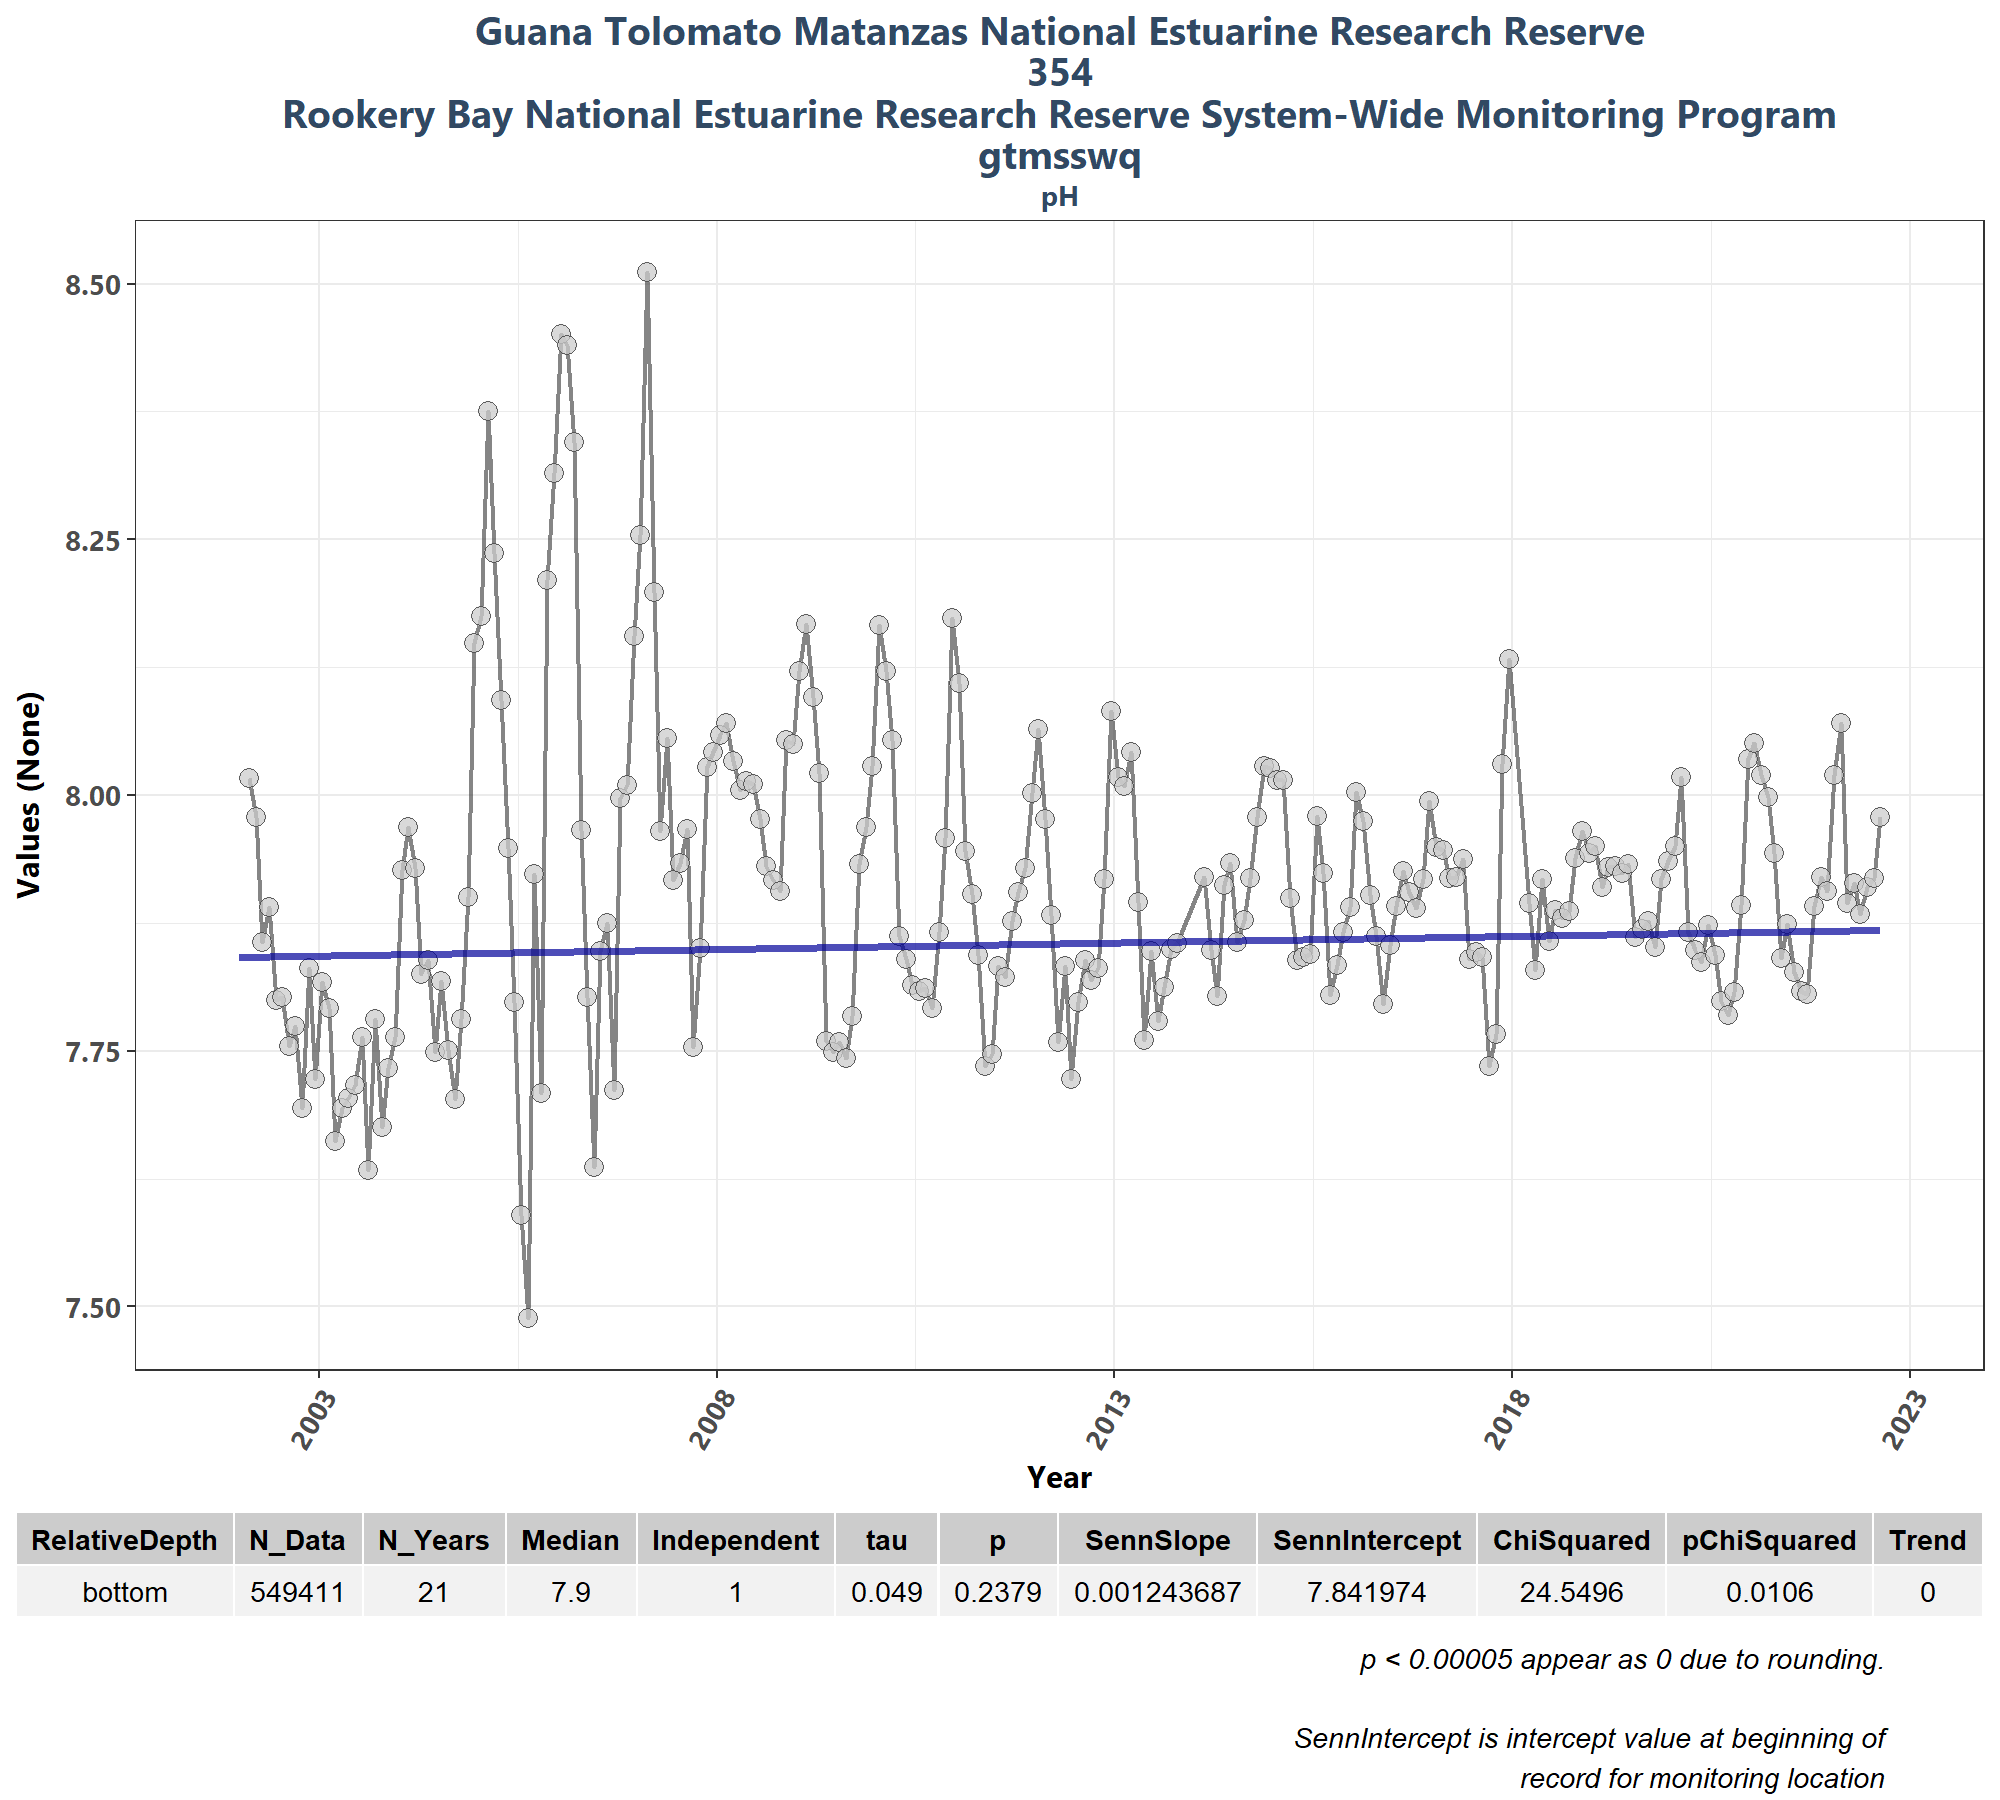 Guana Tolomato Matanzas National Estuarine Research Reserve
354
Rookery Bay National Estuarine Research Reserve System-Wide Monitoring Program
gtmsswq
pH
8.50
8.25
8.00
7.75
7.50
Values (None)
2003 2008 2013 2018 2023
Year
RelativeDepth N_Data N_Years Median Independent tau p SennSlope SennIntercept ChiSquared pChiSquared Trend
bottom 549411 21 7.9 1 0.049 0.2379 0.001243687 7.841974 24.5496 0.0106 0
p < 0.00005 appear as 0 due to rounding.
SennIntercept is intercept value at beginning of
record for monitoring location